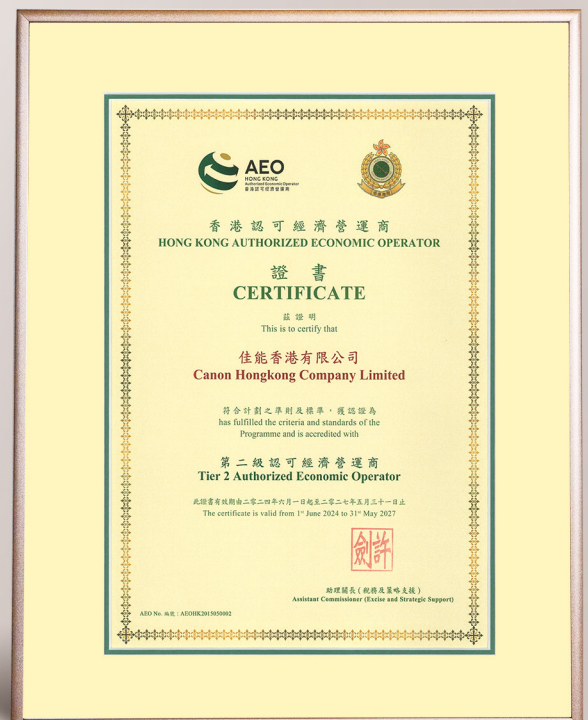 AEO
HONG KONG
Authorized Economic Operator
香港認可經濟營運商
香港認可經濟營運商
HONG KONG AUTHORIZED ECONOMIC OPERATOR
證書
CERTIFICATE
茲證明
This is to certify that
佳能香港有限公司
Canon Hongkong Company Limited
符合計劃之準則及標準，獲認證為
has fulfilled the criteria and standards of the
Programme and is accredited with
第二級認可經濟營運商
Tier 2 Authorized Economic Operator
此證書有效期由二零二四年六月一日起至二零二七年五月三十一日止
The certificate is valid from 1st June 2024 to 31st May 2027
劍許
助理關長(稅務及策略支援)
Assistant Commissioner (Excise and Strategic Support)
AEO No. 編號 : AEOHK2015050002